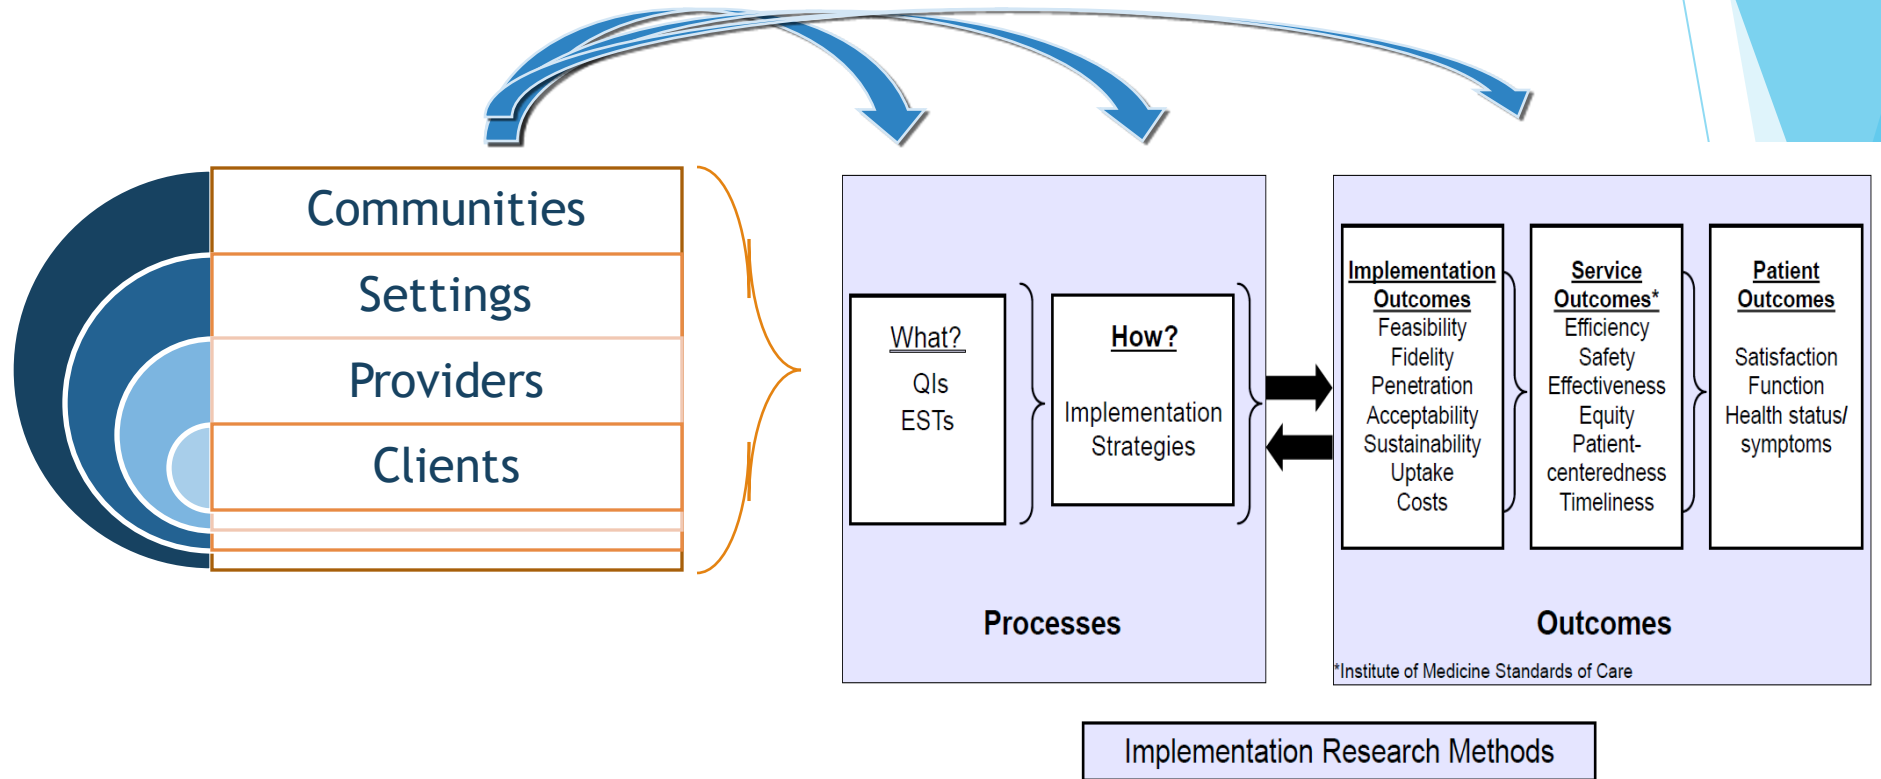 Communities
Settings
Providers
Clients
What?
QIs
ESTs
How?
Implementation
Strategies
Processes
Implementation
Outcomes
Feasibility
Fidelity
Penetration
Acceptability
Sustainability
Uptake
Costs
Service
Outcomes*
Efficiency
Safety
Effectiveness
Equity
Patient-
centeredness
Timeliness
Patient
Outcomes
Satisfaction
Function
Health status/
symptoms
Outcomes
*Institute of Medicine Standards of Care
Implementation Research Methods